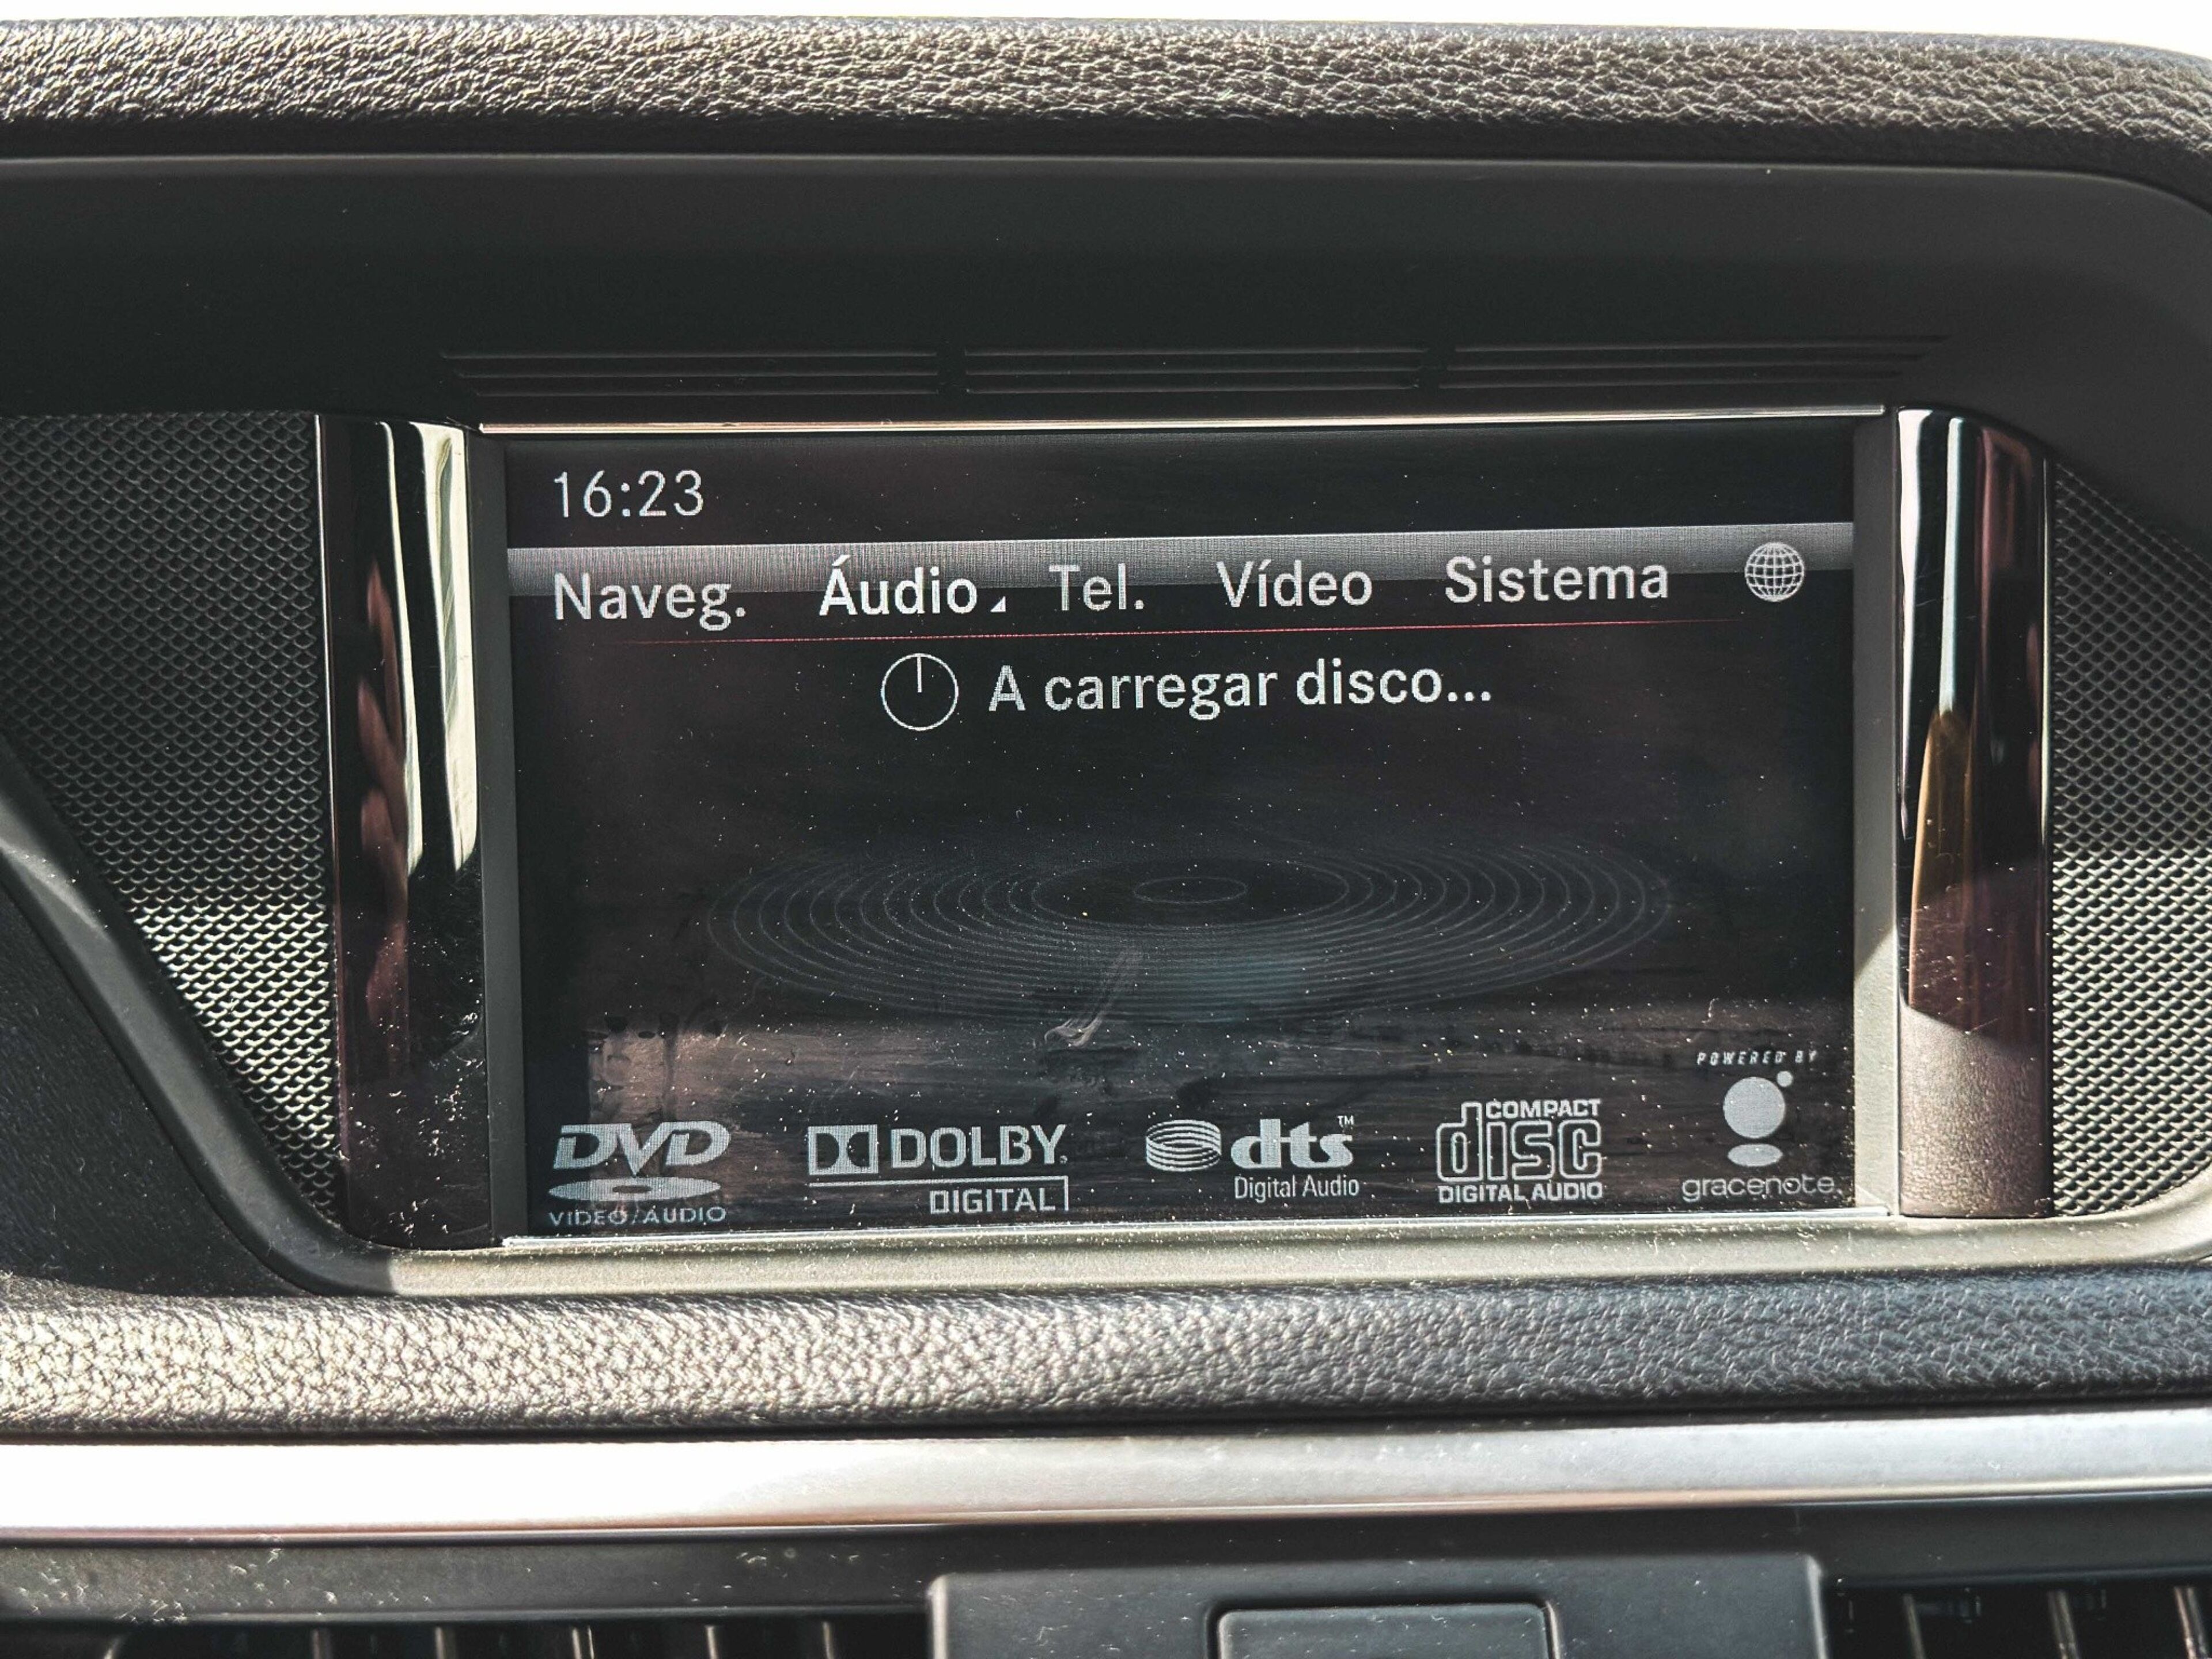 16:23
Naveg. Áudio Tel. Vídeo Sistema
A carregar disco...
DVD
VIDEO/AUDIO
DOLBY
DIGITAL
dts™
Digital Audio
COMPACT
disc
DIGITAL AUDIO
POWERED BY
gracenote